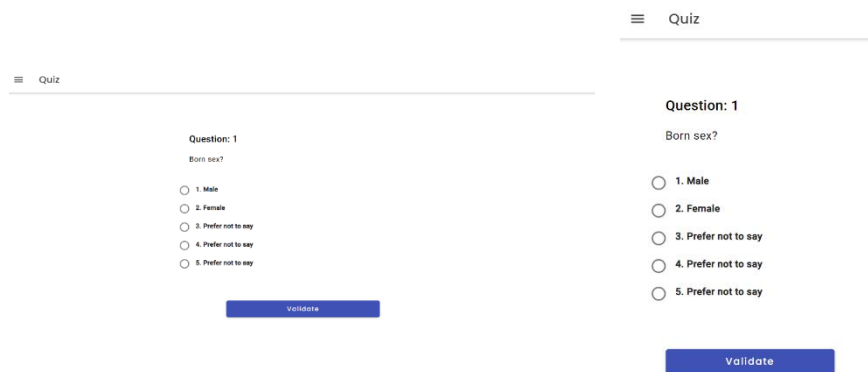 Quiz
Question: 1
Born sex?
1. Male
2. Female
3. Prefer not to say
4. Prefer not to say
5. Prefer not to say
Validate
Quiz
Question: 1
Born sex?
1. Male
2. Female
3. Prefer not to say
4. Prefer not to say
5. Prefer not to say
Validate